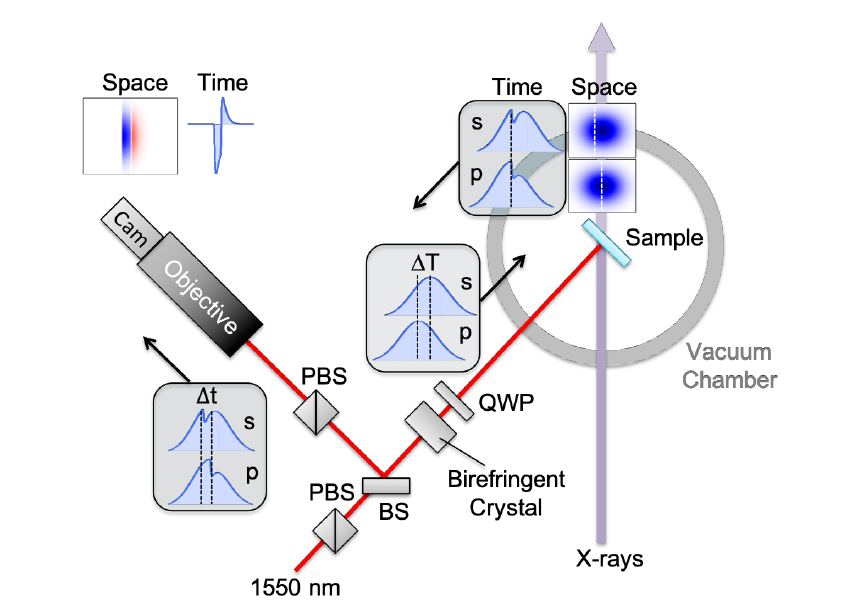 Space
Time
Time
Space
s
p
Sample
Cam
Objective
ΔT
s
p
Vacuum
Chamber
PBS
QWP
Δt
s
p
Birefringent
Crystal
PBS
BS
X-rays
1550 nm